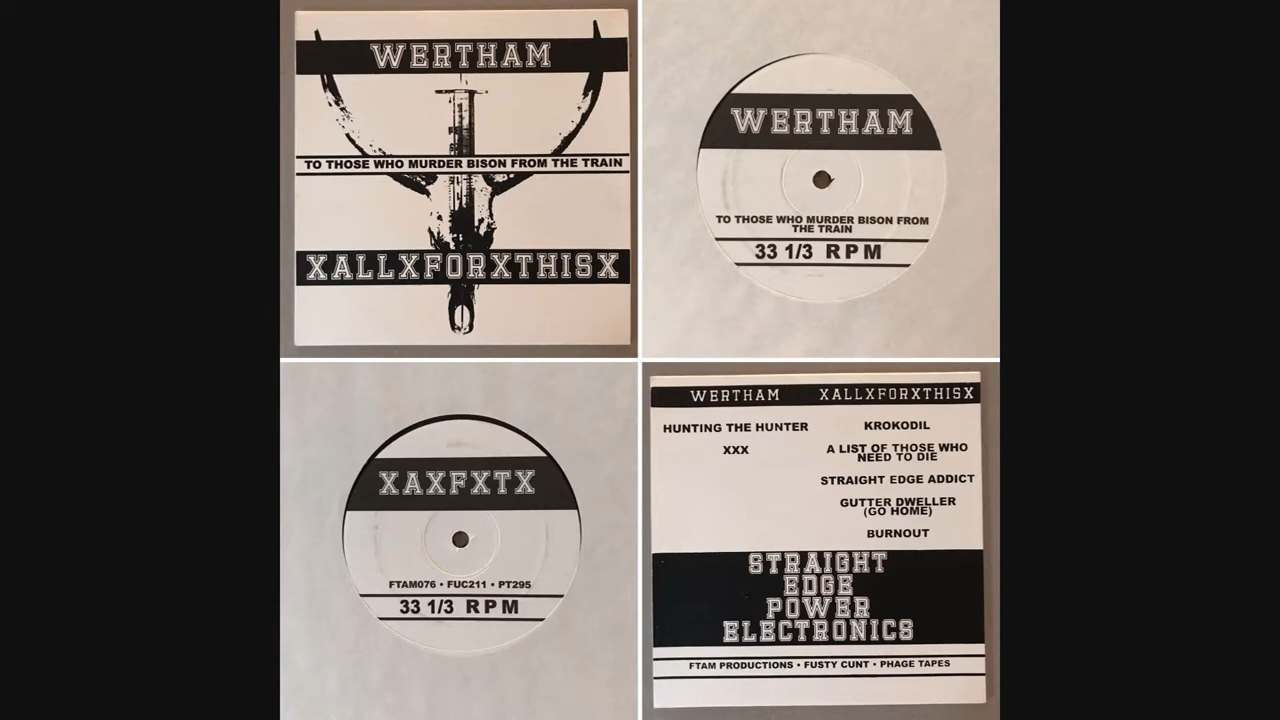 WERTHAM
TO THOSE WHO MURDER BISON FROM THE TRAIN
XALLXFORXTHISX
WERTHAM
TO THOSE WHO MURDER BISON FROM
THE TRAIN
33 1/3 RPM
XAXFXTX
FTAM076 • FUC211 • PT295
33 1/3 RPM
WERTHAM XALLXFORXTHISX
HUNTING THE HUNTER
XXX
KROKODIL
A LIST OF THOSE WHO
NEED TO DIE
STRAIGHT EDGE ADDICT
GUTTER DWELLER
(GO HOME)
BURNOUT
STRAIGHT
EDGE
POWER
ELECTRONICS
FTAM PRODUCTIONS • FUSTY CUNT • PHAGE TAPES